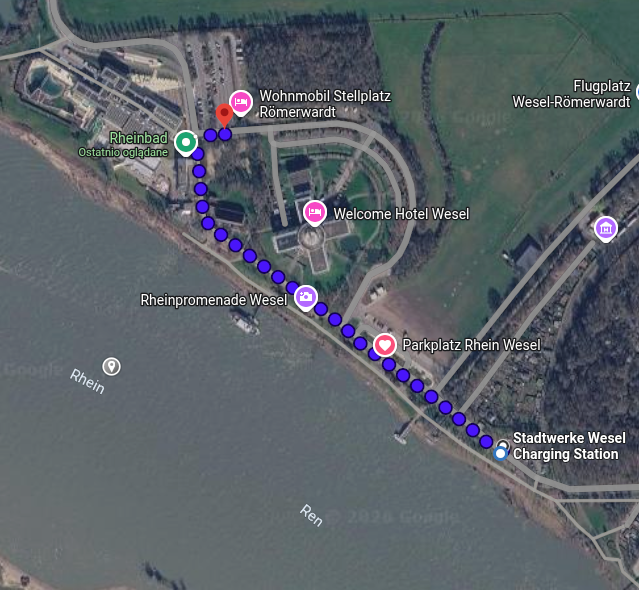 Wohnmobil Stellplatz
Römerwardt
Flugplatz
Wesel-Römerwardt
Rheinbad
Ostatnio oglądane
Welcome Hotel Wesel
Rheinpromenade Wesel
Parkplatz Rhein Wesel
Rhein
Stadtwerke Wesel
Charging Station
Ren
© 2026 Google